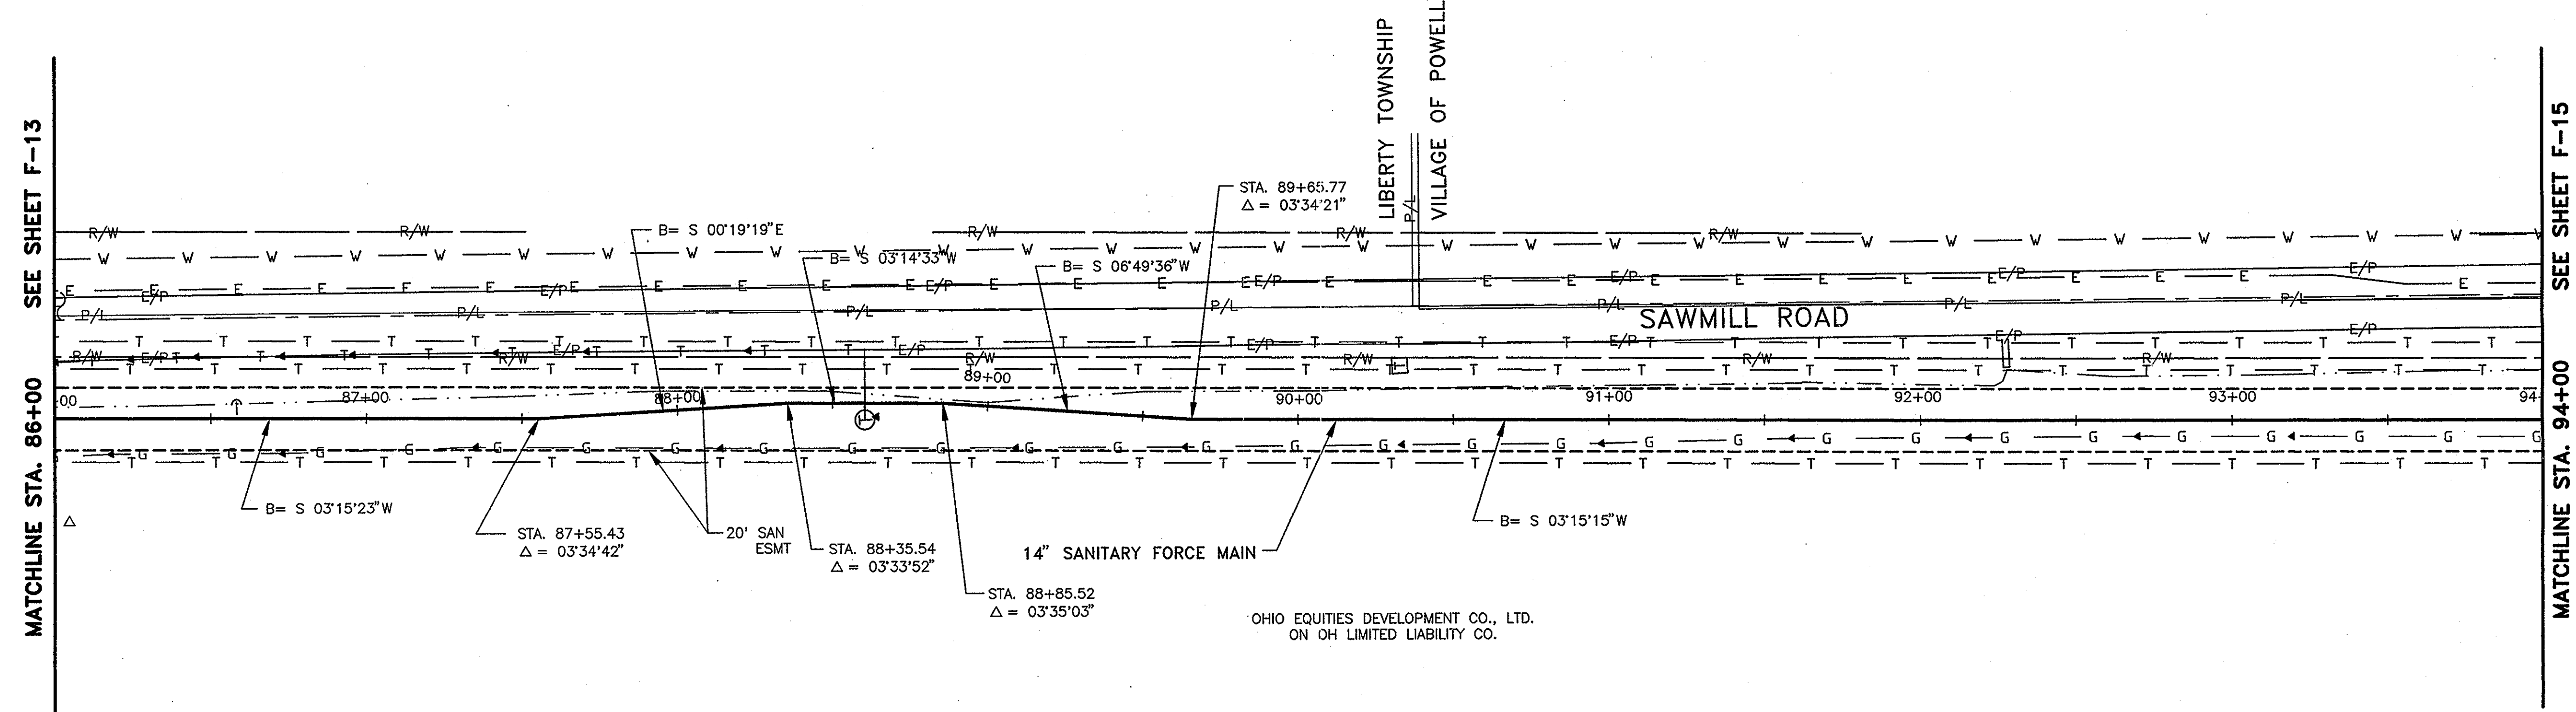 LIBERTY TOWNSHIP
VILLAGE OF POWELL
P/L
MATCHLINE STA. 86+00 SEE SHEET F-13
MATCHLINE STA. 94+00 SEE SHEET F-15
STA. 89+65.77
△ = 03°34'21"
B= S 00°19'19"E
B= S 03°14'33"W
B= S 06°49'36"W
R/W R/W R/W R/W R/W
W W W W W W W W W W W W W W W W W W W W W W W W W W W W W W
E E E E E E E E E E E E E E E E E E E E E E E E E E E E
E/P E/P E/P E/P E/P E/P E/P
P/L P/L P/L P/L P/L P/L P/L
SAWMILL ROAD
T T T T T T T T T T T T T T T T T T T T T T T T T T T T T
R/W E/P T T T T R/W E/P T T T E/P R/W E/P R/W E/P R/W E/P R/W E/P
T T T T T T T T T T T T T T T T T T T T T T T T T T T T T
00 87+00 88+00 89+00 90+00 91+00 92+00 93+00 94
L
G G G G G G G G G G G G G G G G G G G G G G G G G G G G
T T T T T T T T T T T T T T T T T T T T T T T T T T T T T
B= S 03°15'23"W
STA. 87+55.43
△ = 03°34'42"
20' SAN
ESMT
STA. 88+35.54
△ = 03°33'52"
STA. 88+85.52
△ = 03°35'03"
14" SANITARY FORCE MAIN
B= S 03°15'15"W
△
OHIO EQUITIES DEVELOPMENT CO., LTD.
ON OH LIMITED LIABILITY CO.